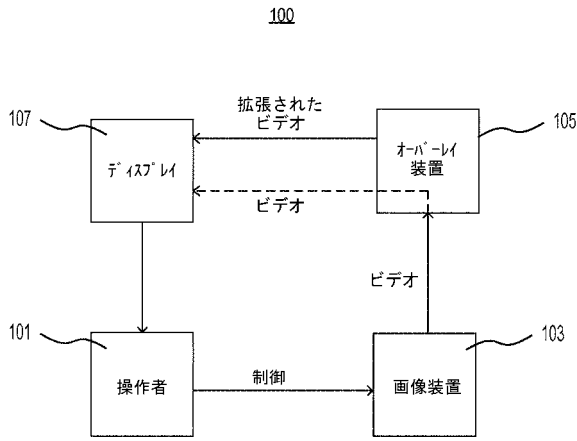 100
107
拡張された
ビデオ
105
ディスプレイ
オーバーレイ
装置
ビデオ
ビデオ
101
103
操作者
制御
画像装置